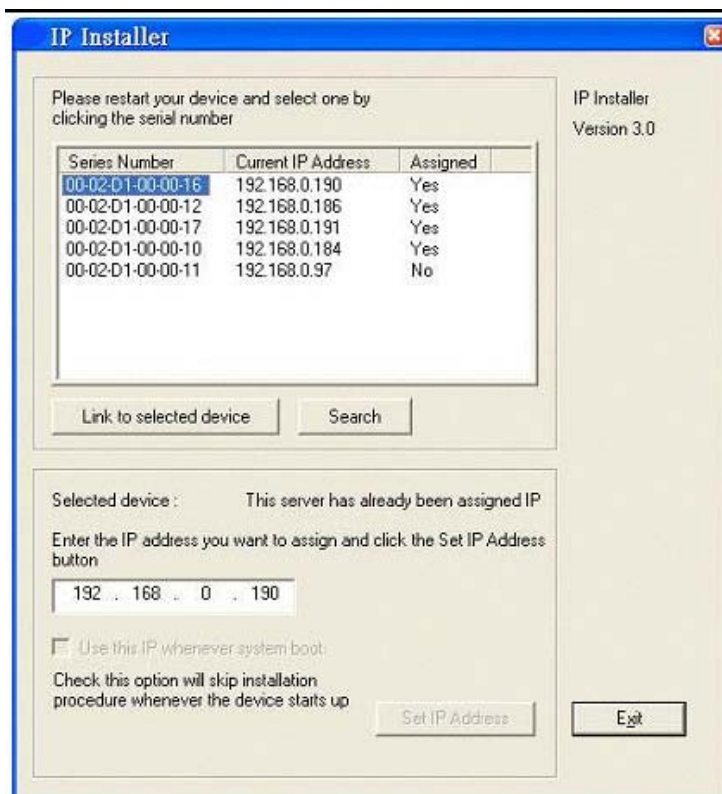 IP Installer
Please restart your device and select one by
clicking the serial number
IP Installer
Version 3.0
Series Number Current IP Address Assigned
00-02-D1-00-00-16 192.168.0.190 Yes
00-02-D1-00-00-12 192.168.0.186 Yes
00-02-D1-00-00-17 192.168.0.191 Yes
00-02-D1-00-00-10 192.168.0.184 Yes
00-02-D1-00-00-11 192.168.0.97 No
Link to selected device Search
Selected device : This server has already been assigned IP
Enter the IP address you want to assign and click the Set IP Address
button
192 . 168 . 0 . 190
Use this IP whenever system boot.
Check this option will skip installation
procedure whenever the device starts up
Set IP Address
Exit